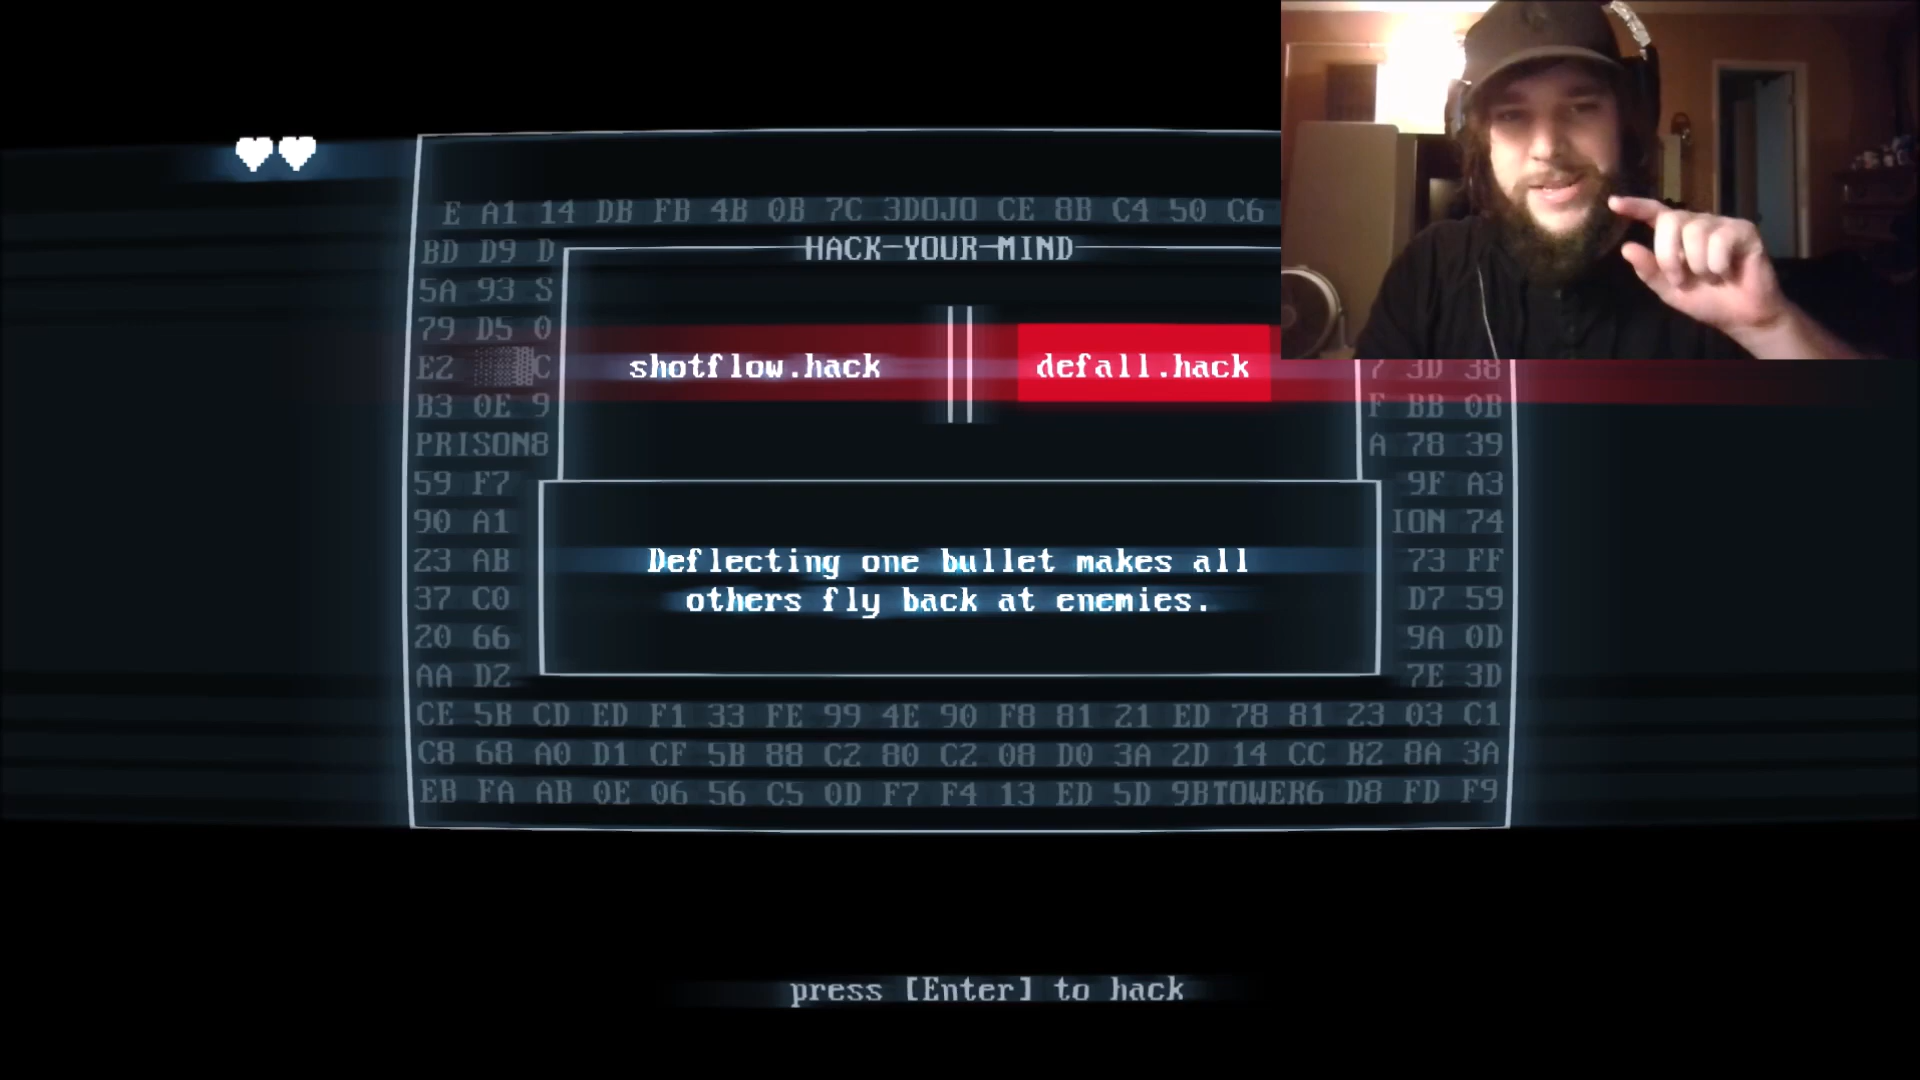 E A1 14 DB FB 4B 0B 7C 3DOJO CE 8B C4 50 C6
BD D9 D
HACK-YOUR-MIND
5A 93 S
79 D5 0
shotflow.hack
defall.hack
E2 C
7 3D 38
B3 0E 9
F BB 0B
PRISON8
A 78 39
59 F7
9F A3
90 A1
ION 74
Deflecting one bullet makes all
others fly back at enemies.
23 AB
73 FF
37 C0
D7 59
20 66
9A 0D
AA D2
7E 3D
CE 5B CD ED F1 33 FE 99 4E 90 F8 81 21 ED 78 81 23 03 C1
C8 68 A0 D1 CF 5B 88 C2 80 C2 08 D0 3A 2D 14 CC B2 8A 3A
EB FA AB 0E 06 56 C5 0D F7 F4 13 ED 5D 9BTOWER6 D8 FD F9
press [Enter] to hack